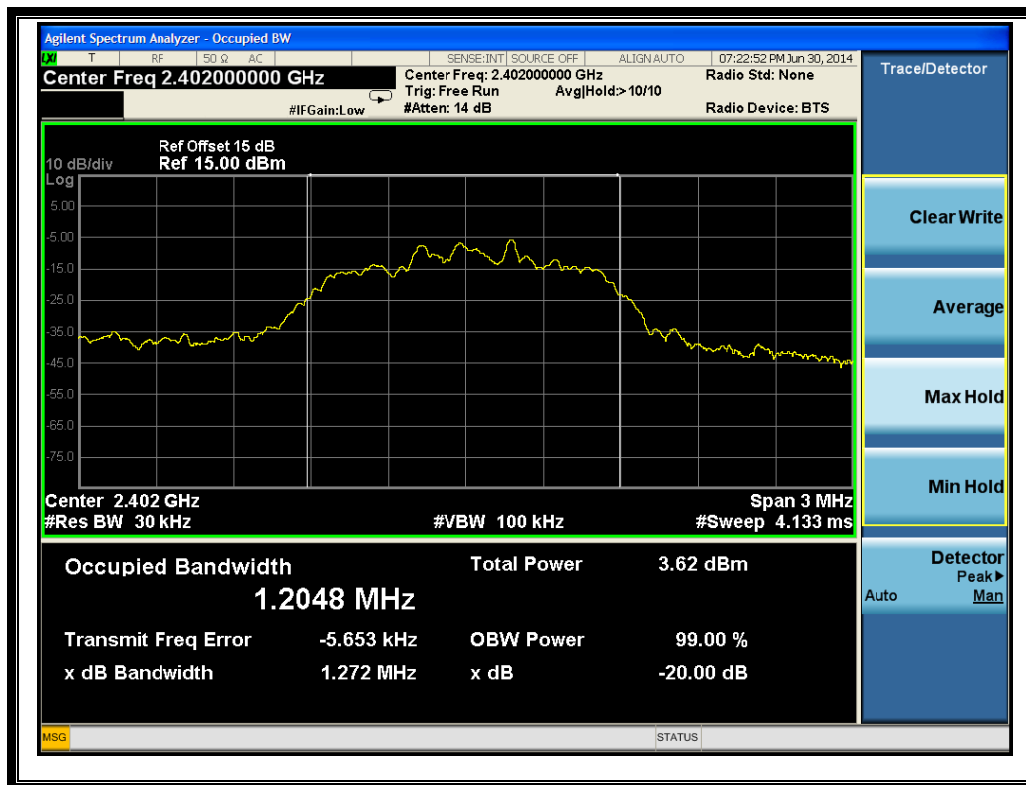 Agilent Spectrum Analyzer - Occupied BW
LXI T RF 50 Ω AC SENSE:INT SOURCE OFF ALIGN AUTO 07:22:52 PM Jun 30, 2014
Center Freq 2.402000000 GHz
Center Freq: 2.402000000 GHz Radio Std: None
Trig: Free Run Avg|Hold:> 10/10
#IFGain:Low #Atten: 14 dB Radio Device: BTS
Ref Offset 15 dB
10 dB/div Ref 15.00 dBm
Log
5.00
-5.00
-15.0
-25.0
-35.0
-45.0
-55.0
-65.0
-75.0
Center 2.402 GHz Span 3 MHz
#Res BW 30 kHz #VBW 100 kHz #Sweep 4.133 ms
Occupied Bandwidth Total Power 3.62 dBm
1.2048 MHz
Transmit Freq Error -5.653 kHz OBW Power 99.00 %
x dB Bandwidth 1.272 MHz x dB -20.00 dB
MSG STATUS
Trace/Detector
Clear Write
Average
Max Hold
Min Hold
Detector
Peak▶
Auto Man